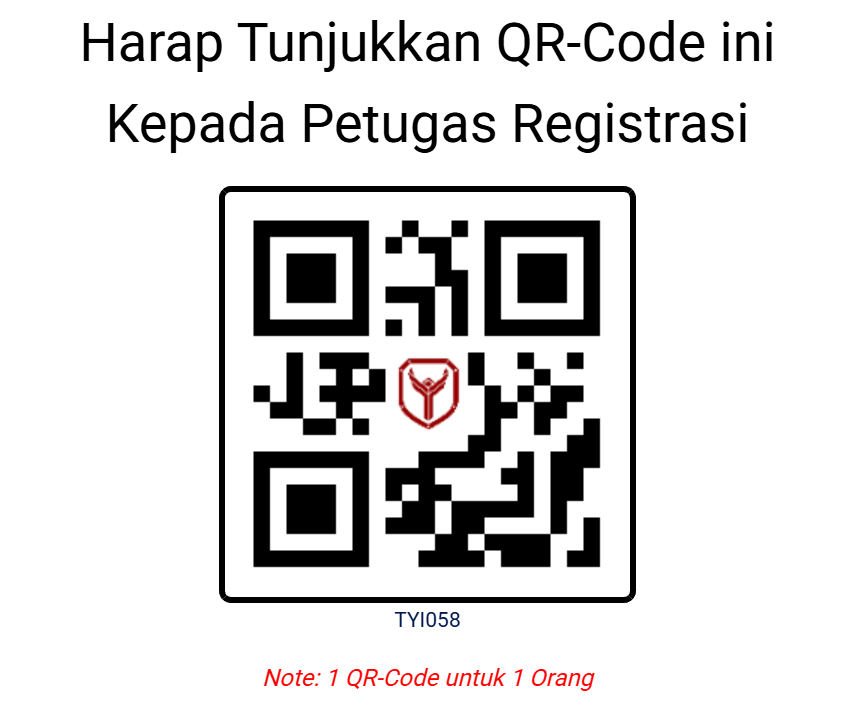 Harap Tunjukkan QR-Code ini
Kepada Petugas Registrasi
TYI058
Note: 1 QR-Code untuk 1 Orang